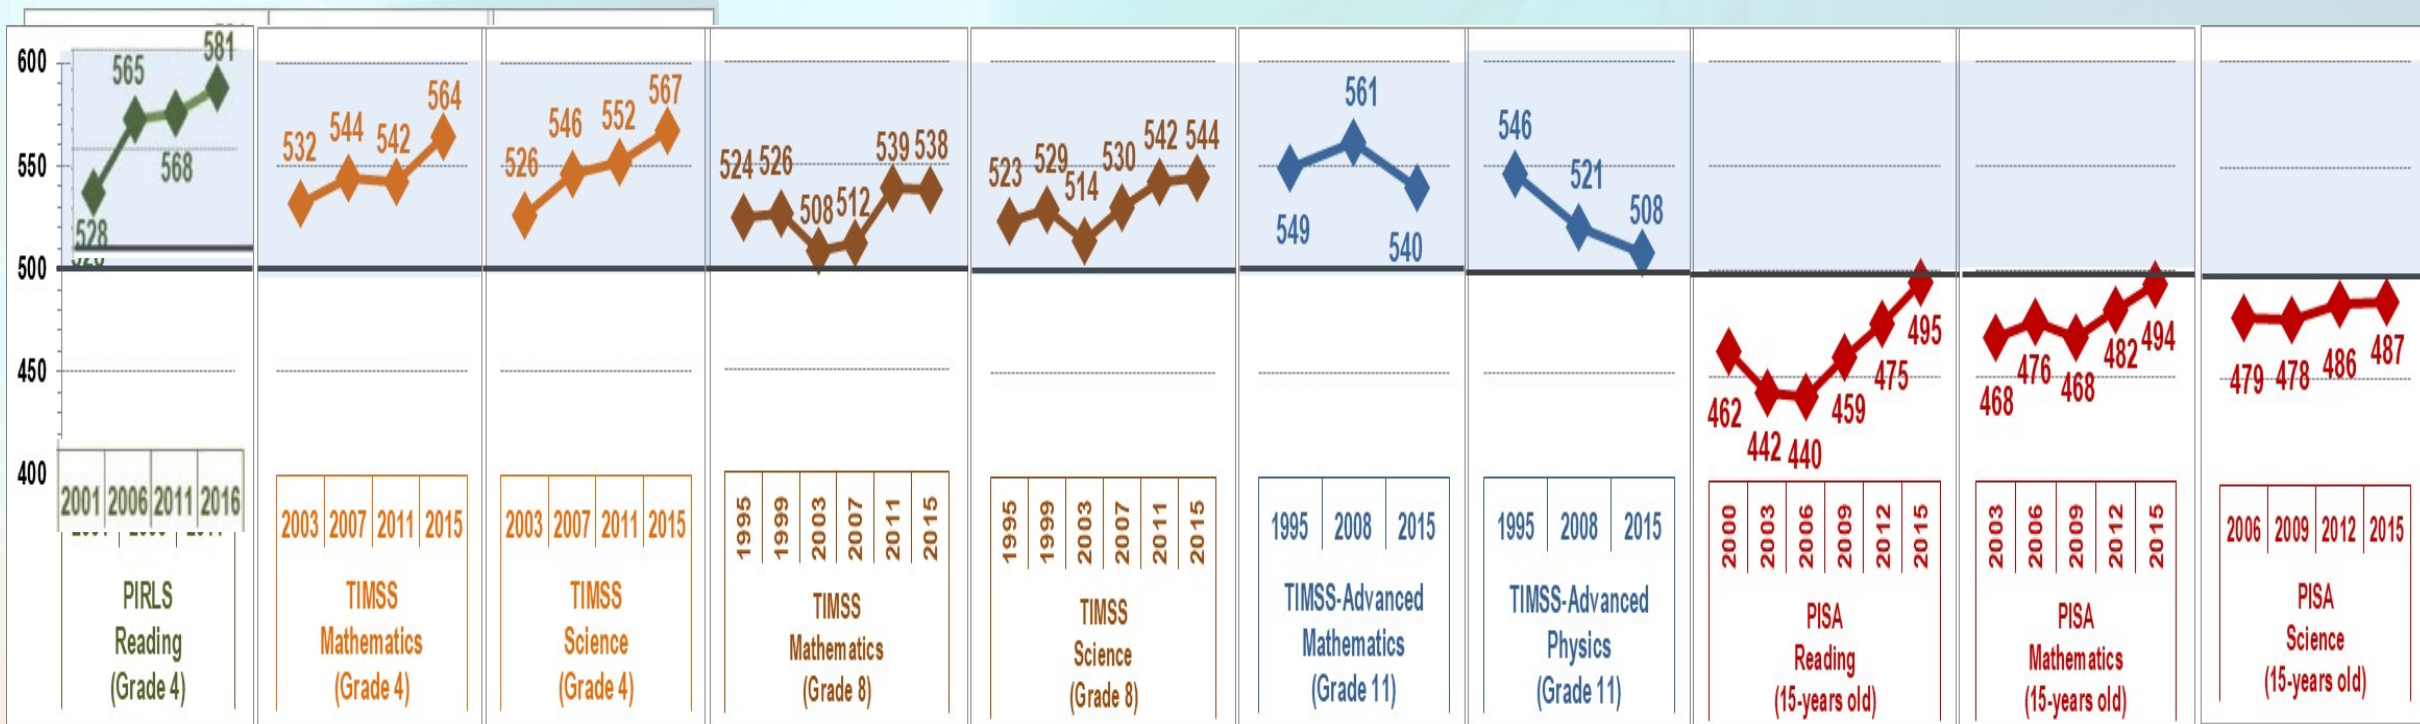 600
550
500
450
400
528
565
568
581
2001 2006 2011 2016
PIRLS
Reading
(Grade 4)
532
544
542
564
2003 2007 2011 2015
TIMSS
Mathematics
(Grade 4)
526
546
552
567
2003 2007 2011 2015
TIMSS
Science
(Grade 4)
524
526
508
512
539
538
1995 1999 2003 2007 2011 2015
TIMSS
Mathematics
(Grade 8)
523
529
514
530
542
544
1995 1999 2003 2007 2011 2015
TIMSS
Science
(Grade 8)
549
561
540
1995 2008 2015
TIMSS-Advanced
Mathematics
(Grade 11)
546
521
508
1995 2008 2015
TIMSS-Advanced
Physics
(Grade 11)
462
442
440
459
475
495
2000 2003 2006 2009 2012 2015
PISA
Reading
(15-years old)
468
476
468
482
494
2003 2006 2009 2012 2015
PISA
Mathematics
(15-years old)
479
478
486
487
2006 2009 2012 2015
PISA
Science
(15-years old)